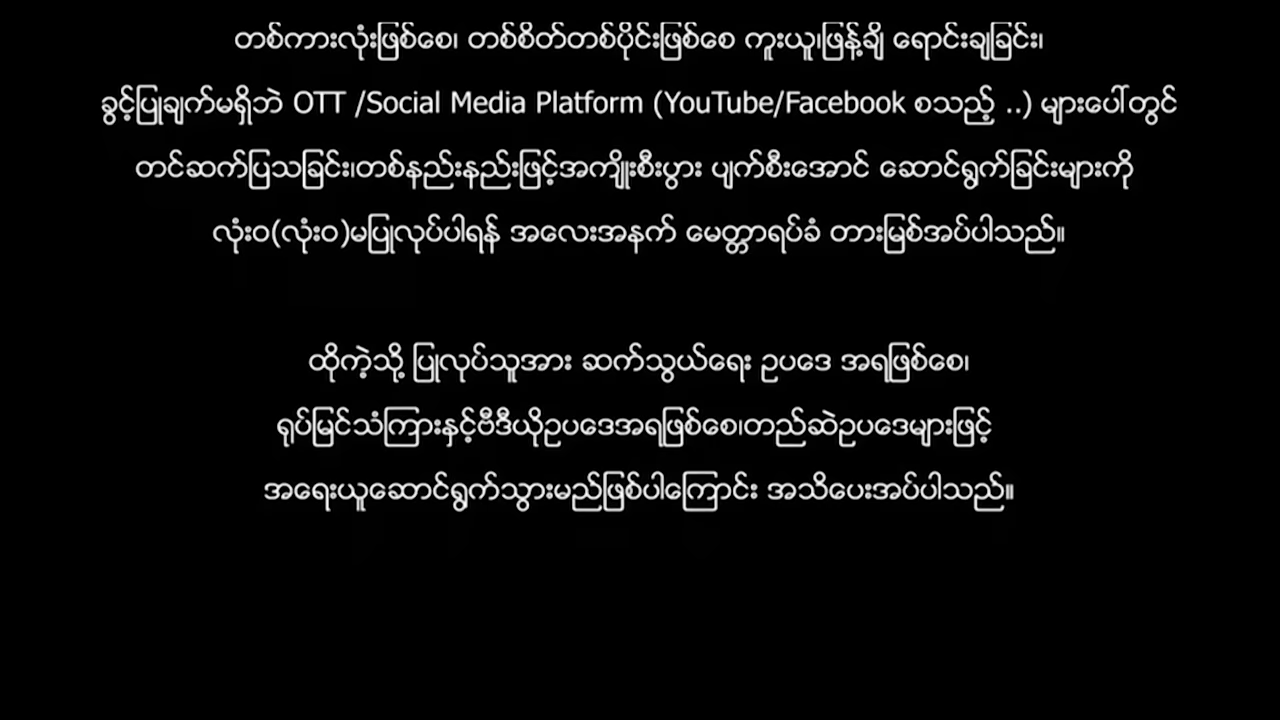 တစ်ကားလုံးဖြစ်စေ၊ တစ်စိတ်တစ်ပိုင်းဖြစ်စေ ကူးယူ၊ဖြန့်ချိ ရောင်းချခြင်း၊
ခွင့်ပြုချက်မရှိဘဲ OTT /Social Media Platform (YouTube/Facebook စသည့် ..) များပေါ်တွင်
တင်ဆက်ပြသခြင်း၊တစ်နည်းနည်းဖြင့်အကျိုးစီးပွား ပျက်စီးအောင် ဆောင်ရွက်ခြင်းများကို
လုံးဝ(လုံးဝ)မပြုလုပ်ပါရန် အလေးအနက် မေတ္တာရပ်ခံ တားမြစ်အပ်ပါသည်။
ထိုကဲ့သို့ ပြုလုပ်သူအား ဆက်သွယ်ရေး ဥပဒေ အရဖြစ်စေ၊
ရုပ်မြင်သံကြားနှင့်ဗီဒီယိုဥပဒေအရဖြစ်စေ၊တည်ဆဲဥပဒေများဖြင့်
အရေးယူဆောင်ရွက်သွားမည်ဖြစ်ပါကြောင်း အသိပေးအပ်ပါသည်။